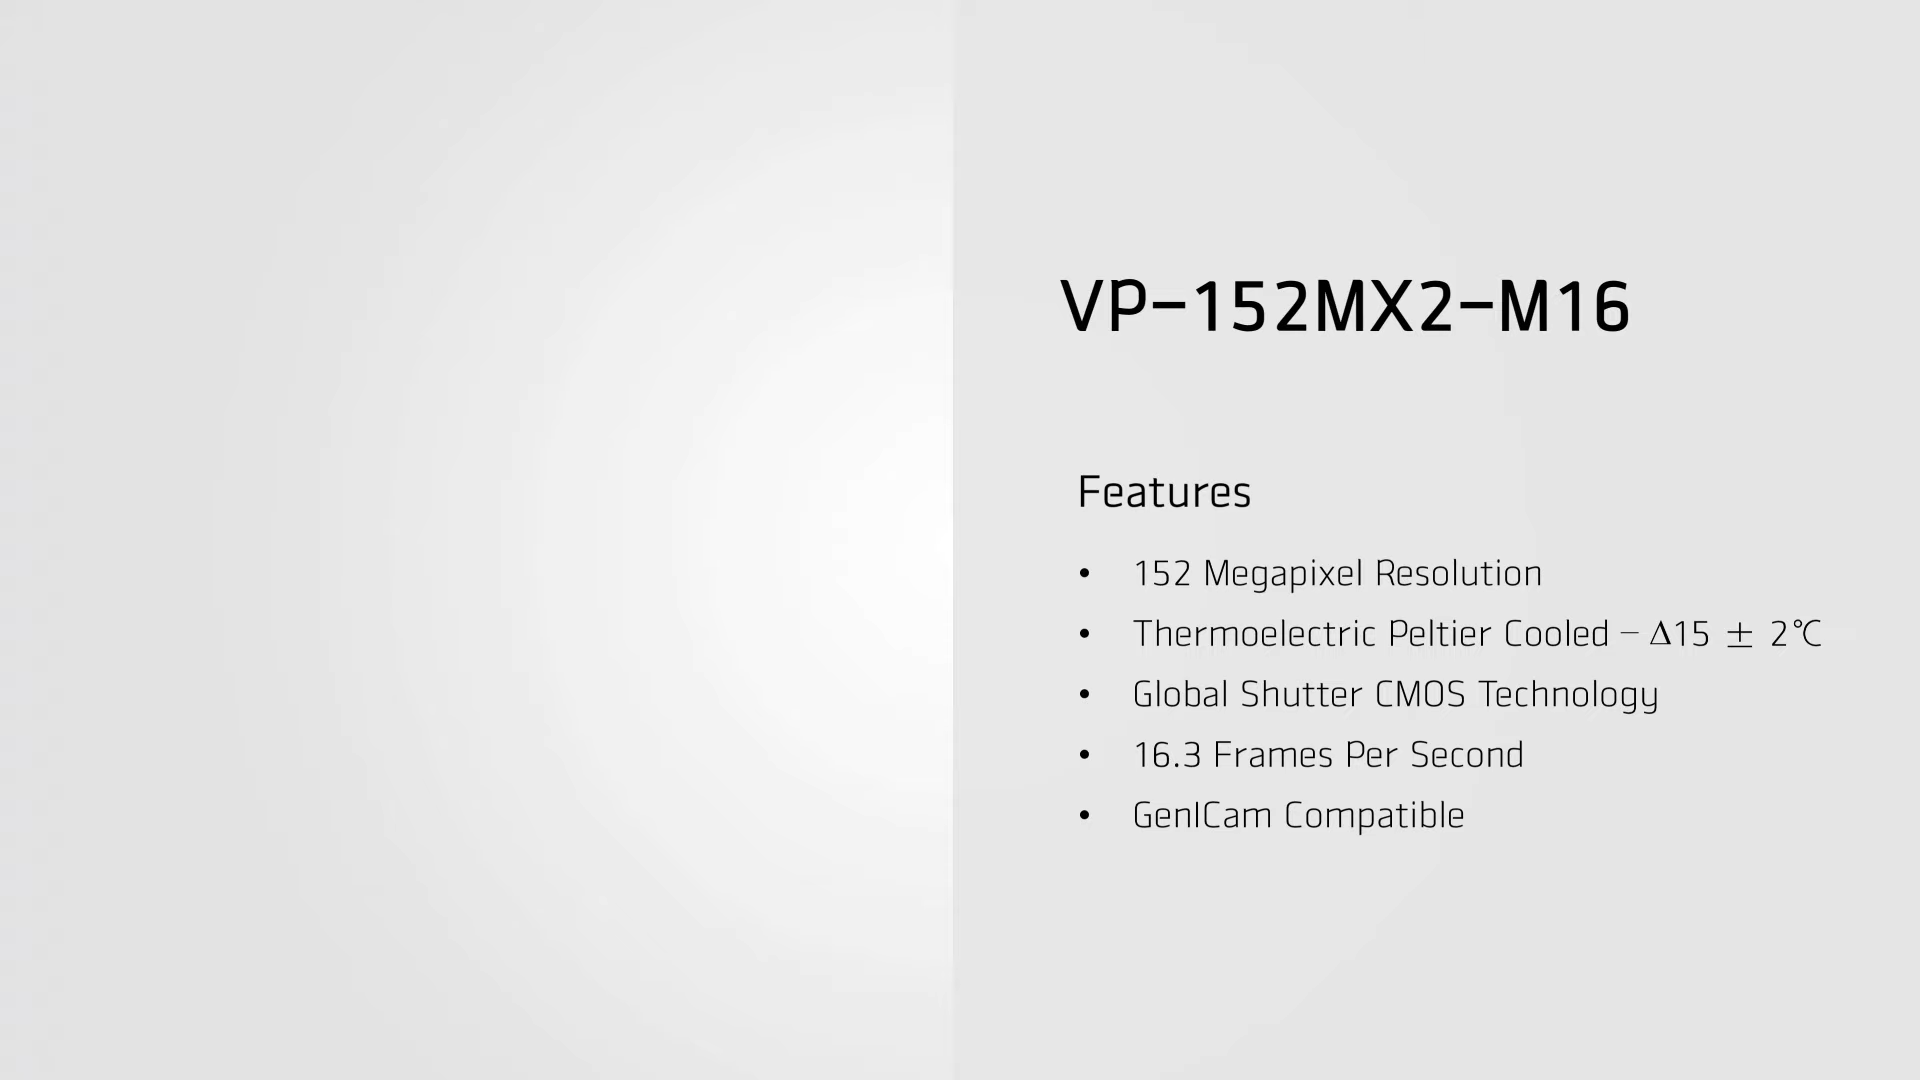 VP-152MX2-M16
Features
• 152 Megapixel Resolution
• Thermoelectric Peltier Cooled – Δ15 ± 2℃
• Global Shutter CMOS Technology
• 16.3 Frames Per Second
• GenICam Compatible